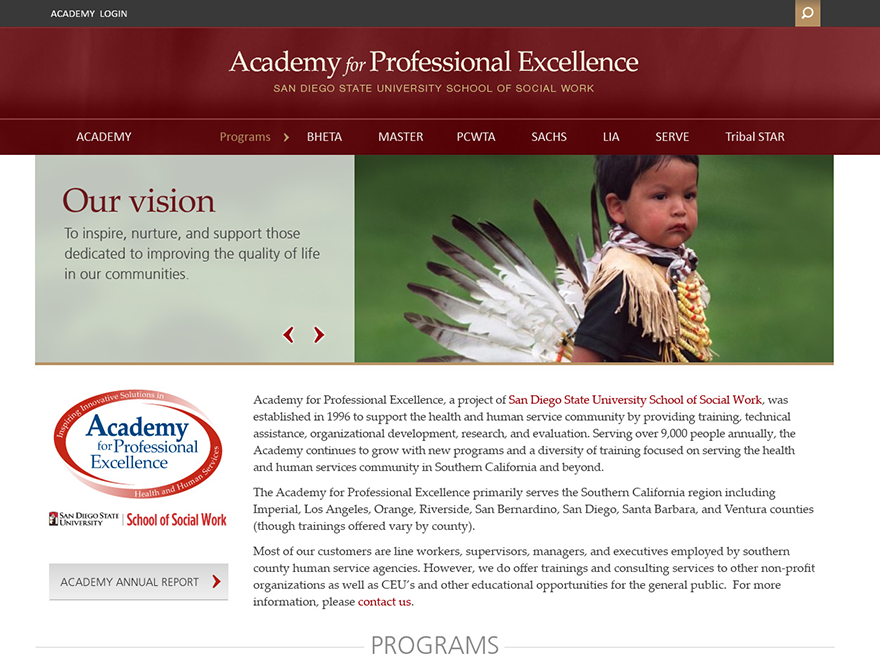 ACADEMY LOGIN
Academy for Professional Excellence
SAN DIEGO STATE UNIVERSITY SCHOOL OF SOCIAL WORK
ACADEMY Programs BHETA MASTER PCWTA SACHS LIA SERVE Tribal STAR
Our vision
To inspire, nurture, and support those
dedicated to improving the quality of life
in our communities.
Inspiring Innovative Solutions in
Academy
for Professional
Excellence
Health and Human Services
SAN DIEGO STATE
UNIVERSITY
School of Social Work
ACADEMY ANNUAL REPORT
Academy for Professional Excellence, a project of San Diego State University School of Social Work, was
established in 1996 to support the health and human service community by providing training, technical
assistance, organizational development, research, and evaluation. Serving over 9,000 people annually, the
Academy continues to grow with new programs and a diversity of training focused on serving the health
and human services community in Southern California and beyond.
The Academy for Professional Excellence primarily serves the Southern California region including
Imperial, Los Angeles, Orange, Riverside, San Bernardino, San Diego, Santa Barbara, and Ventura counties
(though trainings offered vary by county).
Most of our customers are line workers, supervisors, managers, and executives employed by southern
county human service agencies. However, we do offer trainings and consulting services to other non-profit
organizations as well as CEU's and other educational opportunities for the general public. For more
information, please contact us.
PROGRAMS